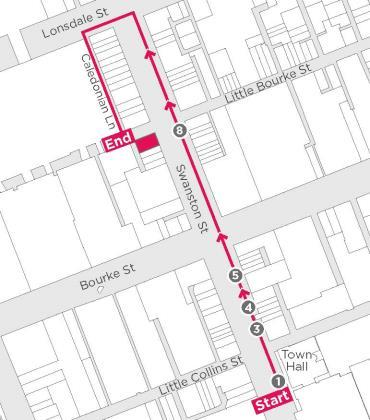 Lonsdale St
Caledonian Ln
Little Bourke St
End
8
Swanston St
Bourke St
5
4
3
Little Collins St
Town
Hall
1
Start